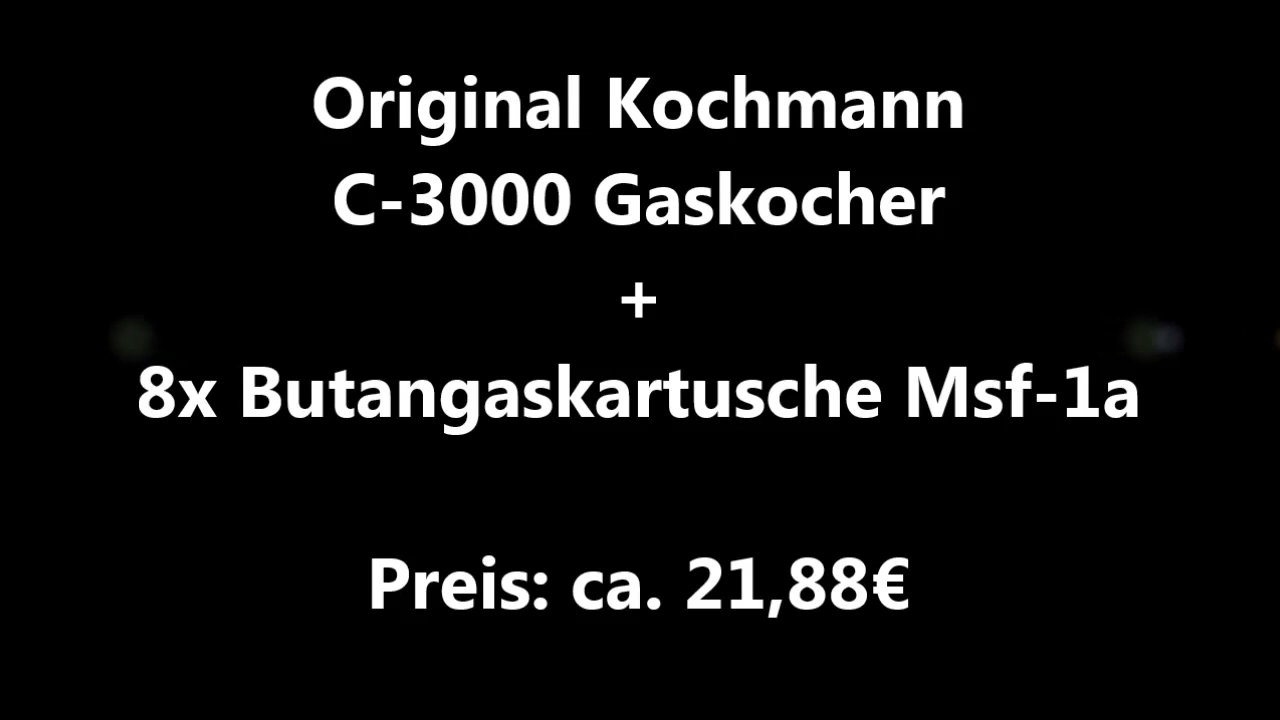 Original Kochmann
C-3000 Gaskocher
+
8x Butangaskartusche Msf-1a
Preis: ca. 21,88€